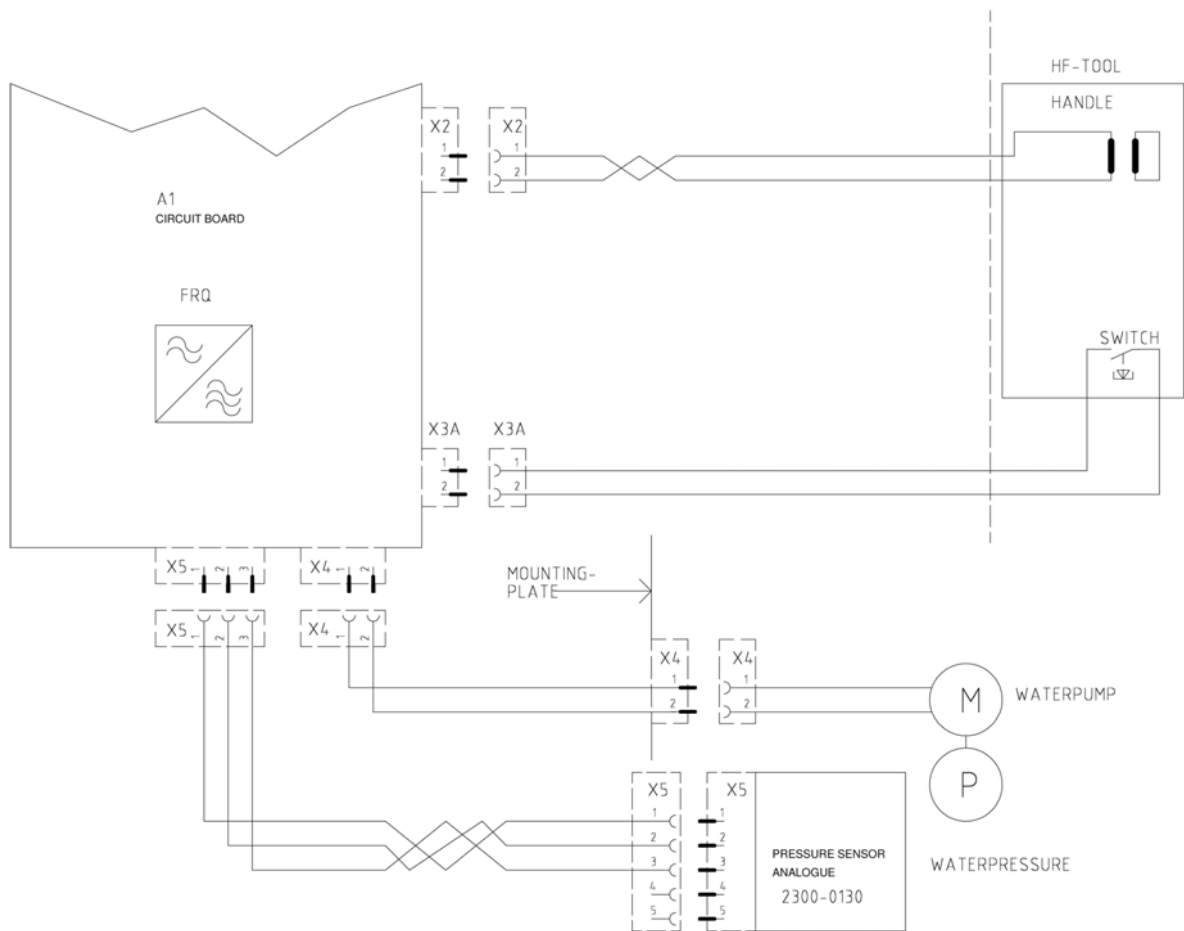 HF-TOOL
HANDLE
X2
1
2
X2
1
2
A1
CIRCUIT BOARD
FRQ
SWITCH
X3A
1
2
X3A
1
2
X5 1 2 3
X4 1 2
MOUNTING-
PLATE
X5 1 2 3
X4 1 2
X4
1
2
X4
1
2
M
WATERPUMP
P
X5
1
2
3
4
5
X5
1
2
3
4
5
PRESSURE SENSOR
ANALOGUE
2300-0130
WATERPRESSURE